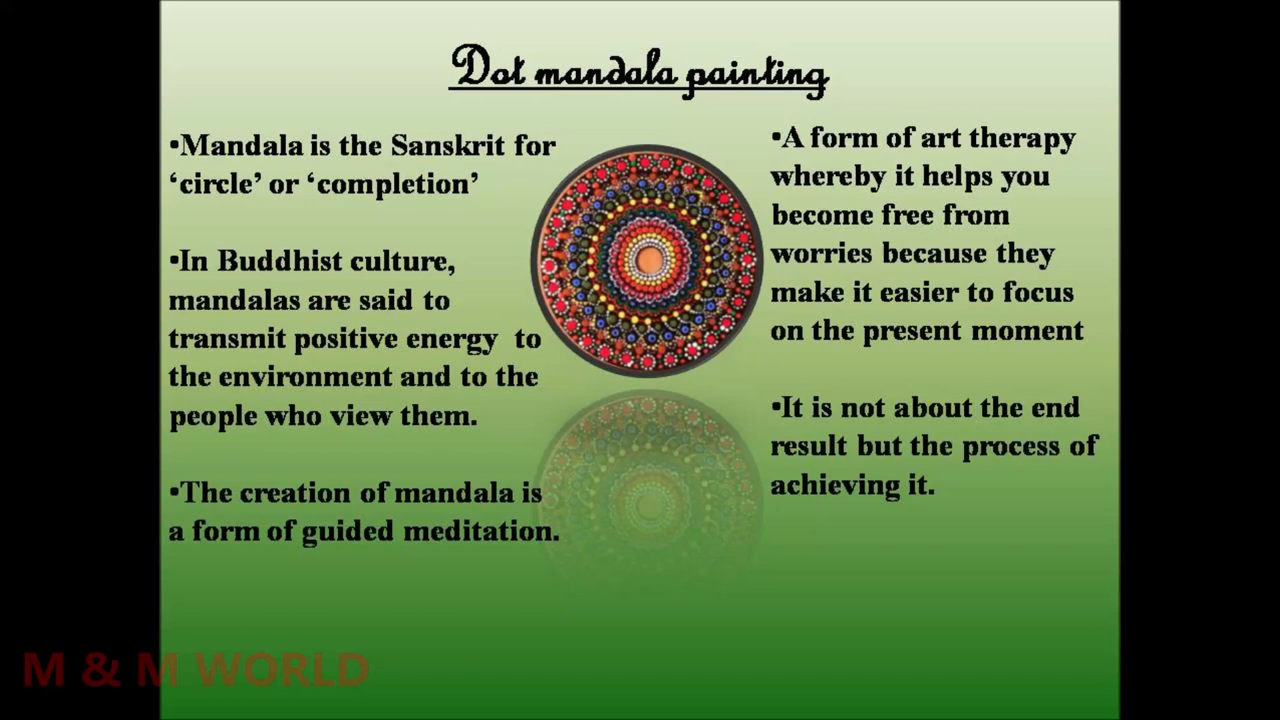 Dot mandala painting
•Mandala is the Sanskrit for
‘circle’ or ‘completion’
•In Buddhist culture,
mandalas are said to
transmit positive energy to
the environment and to the
people who view them.
•The creation of mandala is
a form of guided meditation.
•A form of art therapy
whereby it helps you
become free from
worries because they
make it easier to focus
on the present moment
•It is not about the end
result but the process of
achieving it.
M & M WORLD